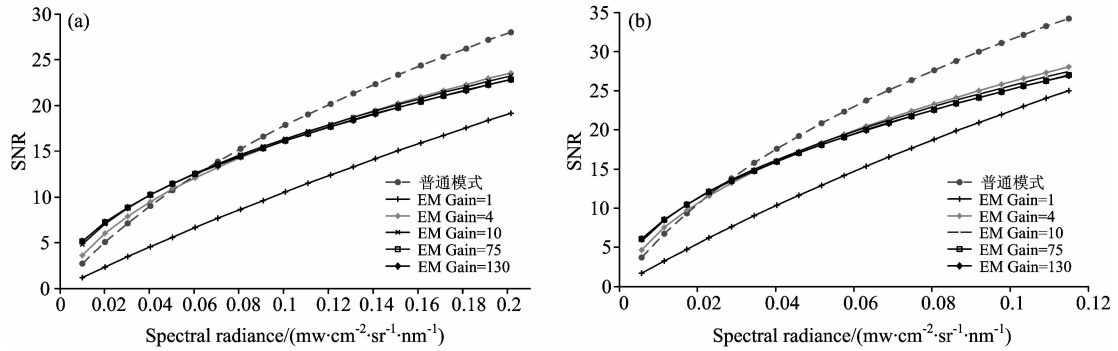 (a)
SNR
30
25
20
15
10
5
0
0 0.02 0.04 0.06 0.08 0.1 0.12 0.14 0.16 0.18 0.2
Spectral radiance/(mw·cm⁻²·sr⁻¹·nm⁻¹)
普通模式
EM Gain=1
EM Gain=4
EM Gain=10
EM Gain=75
EM Gain=130
(b)
SNR
35
30
25
20
15
10
5
0
0 0.02 0.04 0.06 0.08 0.1 0.12
Spectral radiance/(mw·cm⁻²·sr⁻¹·nm⁻¹)
普通模式
EM Gain=1
EM Gain=4
EM Gain=10
EM Gain=75
EM Gain=130